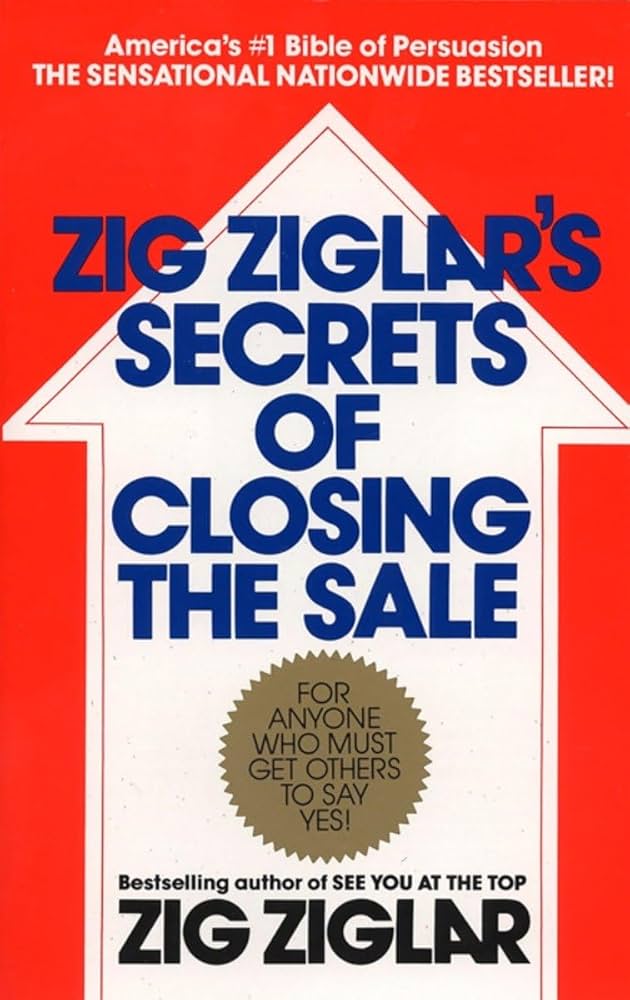 America's #1 Bible of Persuasion
THE SENSATIONAL NATIONWIDE BESTSELLER!
ZIG ZIGLAR'S
SECRETS
OF
CLOSING
THE SALE
FOR
ANYONE
WHO MUST
GET OTHERS
TO SAY
YES!
Bestselling author of SEE YOU AT THE TOP
ZIG ZIGLAR